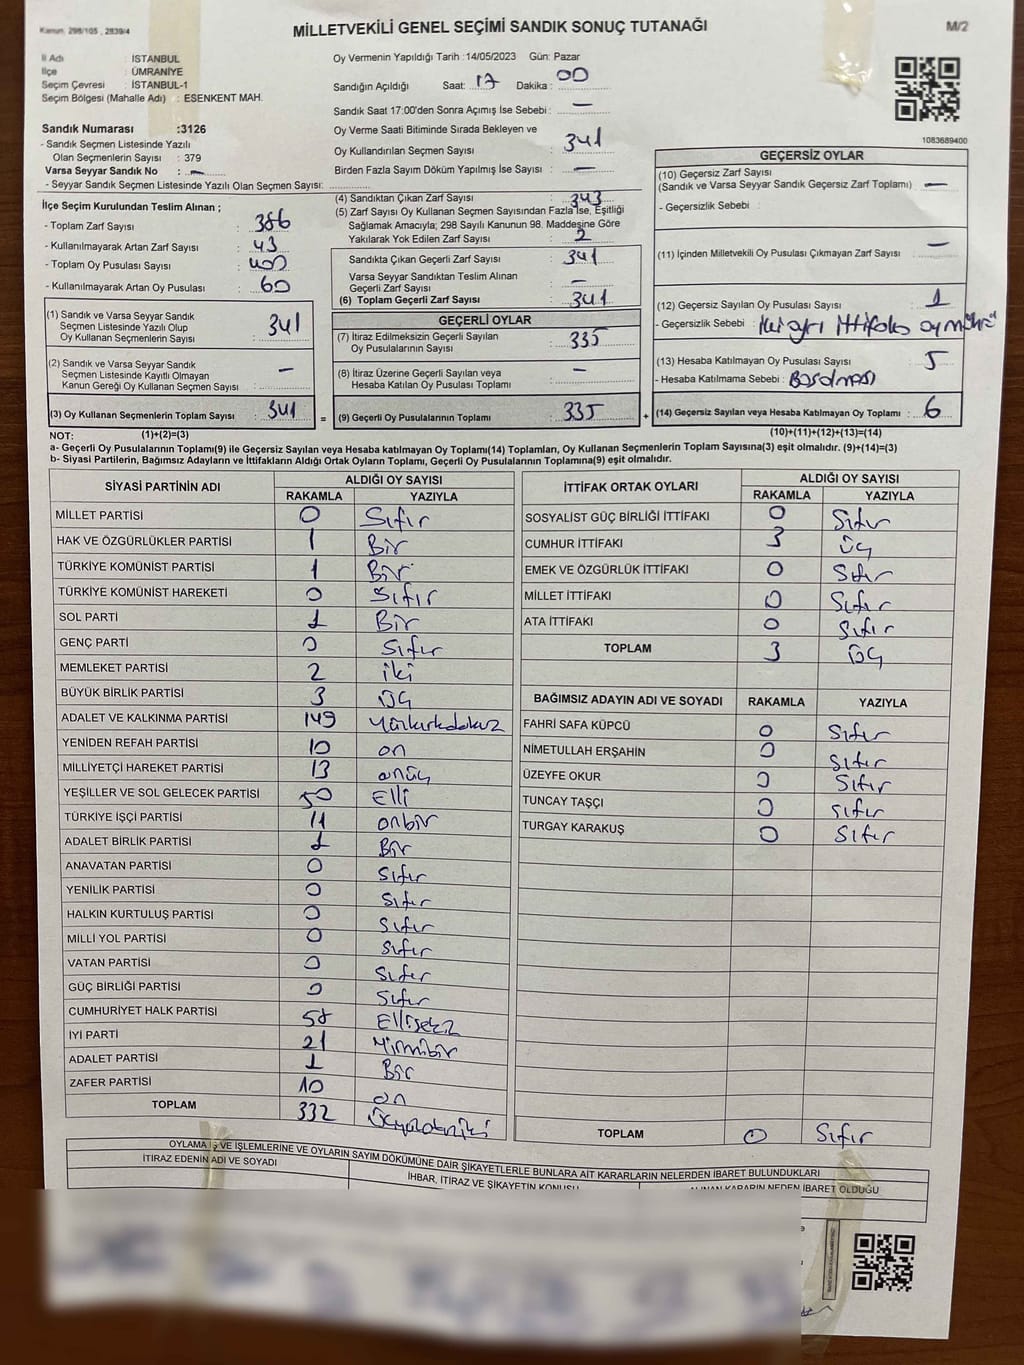 Kanun. 298/105 , 2839/4
MİLLETVEKİLİ GENEL SEÇİMİ SANDIK SONUÇ TUTANAĞI
M/2
İl Adı : İSTANBUL
İlçe : ÜMRANİYE
Seçim Çevresi : İSTANBUL-1
Seçim Bölgesi (Mahalle Adı) : ESENKENT MAH.
Sandık Numarası :3126
- Sandık Seçmen Listesinde Yazılı
Olan Seçmenlerin Sayısı : 379
Varsa Seyyar Sandık No : —
- Seyyar Sandık Seçmen Listesinde Yazılı Olan Seçmen Sayısı:
Oy Vermenin Yapıldığı Tarih : 14/05/2023 Gün: Pazar
Sandığın Açıldığı Saat: 17 Dakika : 00
Sandık Saat 17:00'den Sonra Açımış İse Sebebi : —
Oy Verme Saati Bitiminde Sırada Bekleyen ve
Oy Kullandırılan Seçmen Sayısı : 341
Birden Fazla Sayım Döküm Yapılmış İse Sayısı : —
1083689400
İlçe Seçim Kurulundan Teslim Alınan ;
- Toplam Zarf Sayısı : 386
- Kullanılmayarak Artan Zarf Sayısı : 43
- Toplam Oy Pusulası Sayısı : 400
- Kullanılmayarak Artan Oy Pusulası : 60
(4) Sandıktan Çıkan Zarf Sayısı : 343
(5) Zarf Sayısı Oy Kullanan Seçmen Sayısından Fazla İse, Eşitliği
Sağlamak Amacıyla; 298 Sayılı Kanunun 98. Maddesine Göre
Yakılarak Yok Edilen Zarf Sayısı : 2
Sandıkta Çıkan Geçerli Zarf Sayısı : 341
Varsa Seyyar Sandıktan Teslim Alınan
Geçerli Zarf Sayısı : —
(6) Toplam Geçerli Zarf Sayısı : 341
GEÇERSİZ OYLAR
(10) Geçersiz Zarf Sayısı
(Sandık ve Varsa Seyyar Sandık Geçersiz Zarf Toplamı) : —
- Geçersizlik Sebebi :
(11) İçinden Milletvekili Oy Pusulası Çıkmayan Zarf Sayısı : —
(12) Geçersiz Sayılan Oy Pusulası Sayısı : 1
- Geçersizlik Sebebi : iki ayrı ittifaka oy
(13) Hesaba Katılmayan Oy Pusulası Sayısı : 5
- Hesaba Katılmama Sebebi :
(14) Geçersiz Sayılan veya Hesaba Katılmayan Oy Toplamı : 6
(10)+(11)+(12)+(13)=(14)
(1) Sandık ve Varsa Seyyar Sandık
Seçmen Listesinde Yazılı Olup
Oy Kullanan Seçmenlerin Sayısı : 341
(2) Sandık ve Varsa Seyyar Sandık
Seçmen Listesinde Kayıtlı Olmayan
Kanun Gereği Oy Kullanan Seçmen Sayısı : —
(3) Oy Kullanan Seçmenlerin Toplam Sayısı : 341 =
GEÇERLİ OYLAR
(7) İtiraz Edilmeksizin Geçerli Sayılan
Oy Pusulalarının Sayısı : 335
(8) İtiraz Üzerine Geçerli Sayılan veya
Hesaba Katılan Oy Pusulası Toplamı : —
(9) Geçerli Oy Pusulalarının Toplamı : 335 +
NOT: (1)+(2)=(3)
a- Geçerli Oy Pusulalarının Toplamı(9) ile Geçersiz Sayılan veya Hesaba katılmayan Oy Toplamı(14) Toplamları, Oy Kullanan Seçmenlerin Toplam Sayısına(3) eşit olmalıdır. (9)+(14)=(3)
b- Siyasi Partilerin, Bağımsız Adayların ve İttifakların Aldığı Ortak Oyların Toplamı, Geçerli Oy Pusulalarının Toplamına(9) eşit olmalıdır.
SİYASİ PARTİNİN ADI ALDIĞI OY SAYISI
RAKAMLA YAZIYLA
MİLLET PARTİSİ 0 Sıfır
HAK VE ÖZGÜRLÜKLER PARTİSİ 1 Bir
TÜRKİYE KOMÜNİST PARTİSİ 1 Bir
TÜRKİYE KOMÜNİST HAREKETİ 0 Sıfır
SOL PARTİ 1 Bir
GENÇ PARTİ 0 Sıfır
MEMLEKET PARTİSİ 2 iki
BÜYÜK BİRLİK PARTİSİ 3 Üç
ADALET VE KALKINMA PARTİSİ 149 Yüzkırkdokuz
YENİDEN REFAH PARTİSİ 10 on
MİLLİYETÇİ HAREKET PARTİSİ 13 onüç
YEŞİLLER VE SOL GELECEK PARTİSİ 50 Elli
TÜRKİYE İŞÇİ PARTİSİ 11 onbir
ADALET BİRLİK PARTİSİ 1 Bir
ANAVATAN PARTİSİ 0 Sıfır
YENİLİK PARTİSİ 0 Sıfır
HALKIN KURTULUŞ PARTİSİ 0 Sıfır
MİLLİ YOL PARTİSİ 0 Sıfır
VATAN PARTİSİ 0 Sıfır
GÜÇ BİRLİĞİ PARTİSİ 0 Sıfır
CUMHURİYET HALK PARTİSİ 58 Ellisekiz
İYİ PARTİ 21 Yirmibir
ADALET PARTİSİ 1 Bir
ZAFER PARTİSİ 10 on
TOPLAM 332 Üçyüzotuziki
İTTİFAK ORTAK OYLARI ALDIĞI OY SAYISI
RAKAMLA YAZIYLA
SOSYALİST GÜÇ BİRLİĞİ İTTİFAKI 0 Sıfır
CUMHUR İTTİFAKI 3 üç
EMEK VE ÖZGÜRLÜK İTTİFAKI 0 Sıfır
MİLLET İTTİFAKI 0 Sıfır
ATA İTTİFAKI 0 Sıfır
TOPLAM 3 Üç
BAĞIMSIZ ADAYIN ADI VE SOYADI RAKAMLA YAZIYLA
FAHRİ SAFA KÜPCÜ 0 Sıfır
NİMETULLAH ERŞAHİN 0 Sıfır
ÜZEYFE OKUR 0 Sıfır
TUNCAY TAŞÇI 0 Sıfır
TURGAY KARAKUŞ 0 Sıfır
TOPLAM 0 Sıfır
OYLAMA İŞ VE İŞLEMLERİNE VE OYLARIN SAYIM DÖKÜMÜNE DAİR ŞİKAYETLERLE BUNLARA AİT KARARLARIN NELERDEN İBARET BULUNDUKLARI
İTİRAZ EDENİN ADI VE SOYADI İHBAR, İTİRAZ VE ŞİKAYETİN KONUSU ALINAN KARARIN NEDEN İBARET OLDUĞU